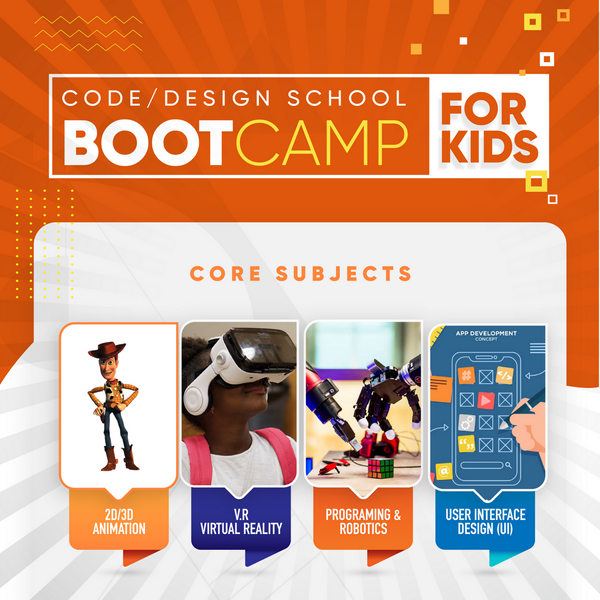 CODE/DESIGN SCHOOL
BOOTCAMP
FOR
KIDS
CORE SUBJECTS
APP DEVELOPMENT
CONCEPT
2D/3D
ANIMATION
V.R
VIRTUAL REALITY
PROGRAMING &
ROBOTICS
USER INTERFACE
DESIGN (UI)